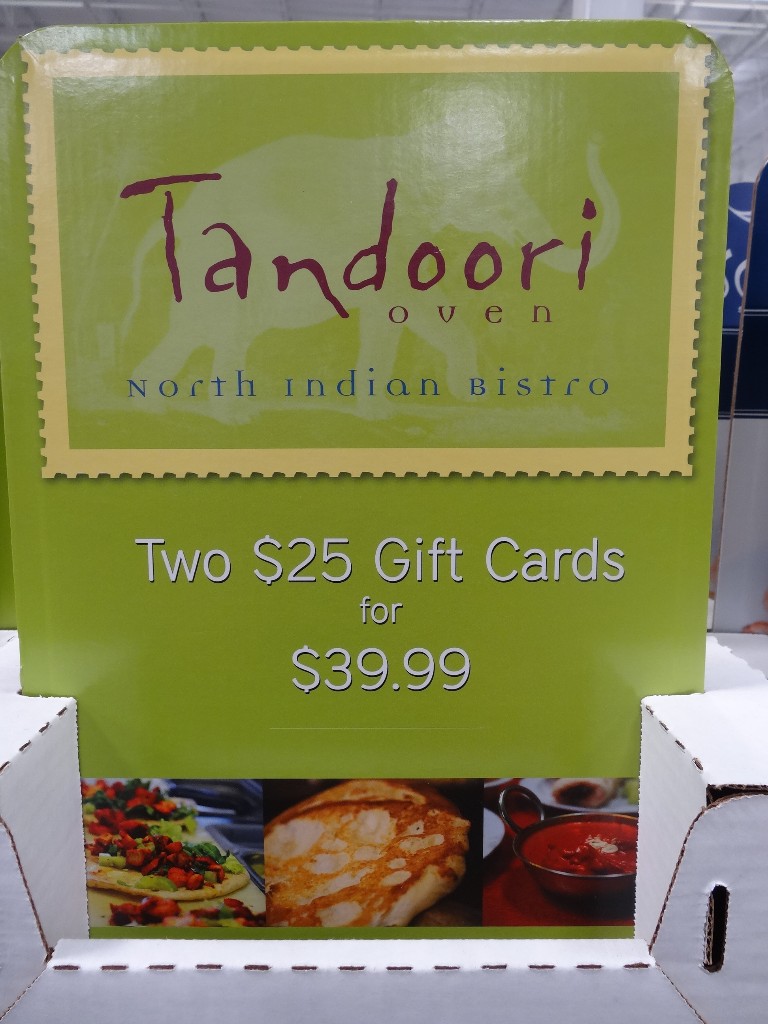 Tandoori
oven
North Indian Bistro
Two $25 Gift Cards
for
$39.99